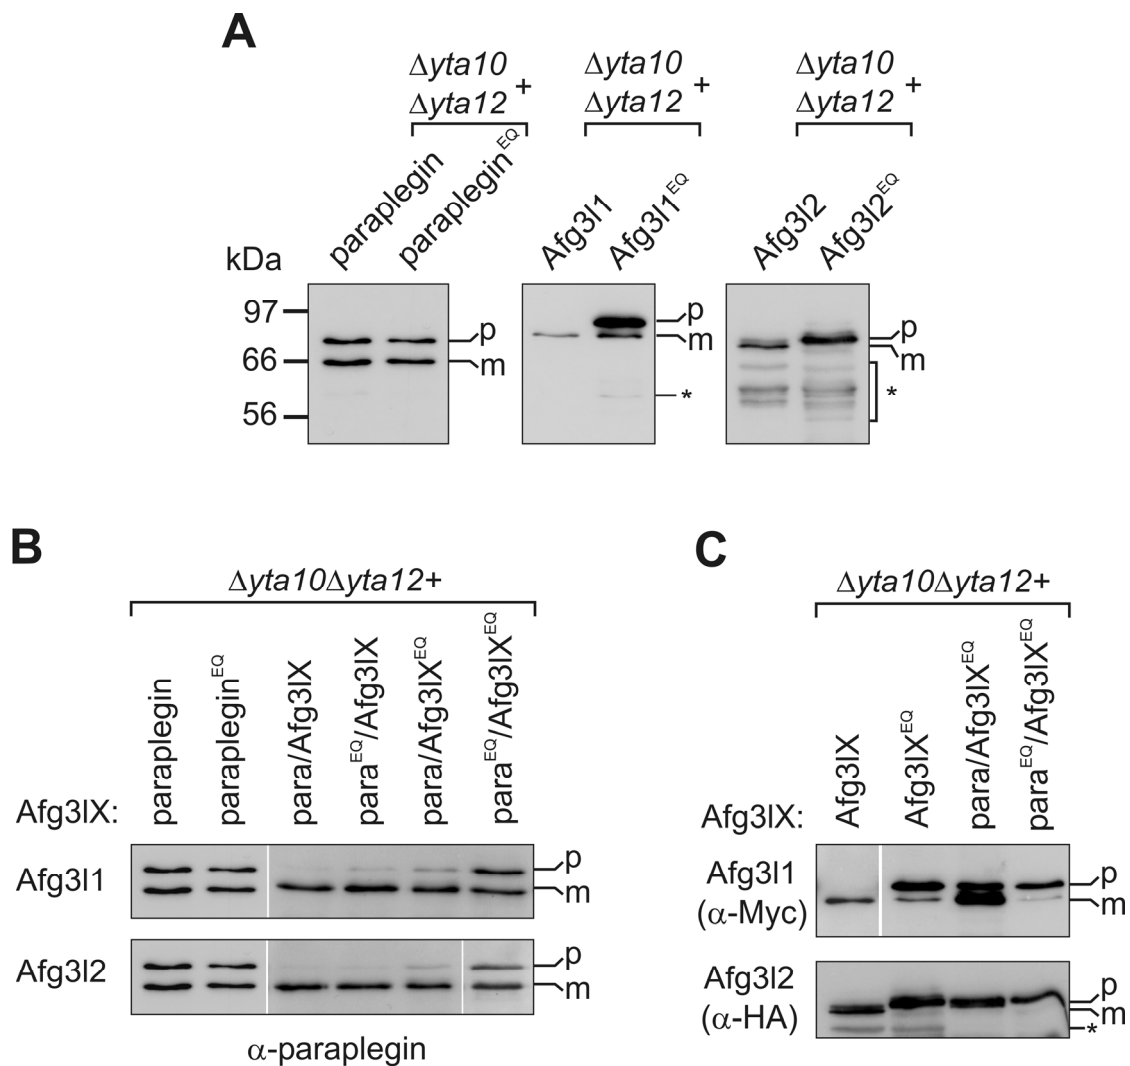 A
Δyta10
Δyta12 +
Δyta10
Δyta12 +
Δyta10
Δyta12 +
paraplegin
paraplegin^EQ
Afg3l1
Afg3l1^EQ
Afg3l2
Afg3l2^EQ
kDa
97
66
56
p
m
p
m
*
p
m
*
B
Δyta10Δyta12+
paraplegin
paraplegin^EQ
para/Afg3lX
para^EQ/Afg3lX
para/Afg3lX^EQ
para^EQ/Afg3lX^EQ
Afg3lX:
Afg3l1
p
m
Afg3l2
p
m
α-paraplegin
C
Δyta10Δyta12+
Afg3lX
Afg3lX^EQ
para/Afg3lX^EQ
para^EQ/Afg3lX^EQ
Afg3lX:
Afg3l1
(α-Myc)
p
m
Afg3l2
(α-HA)
p
m
*